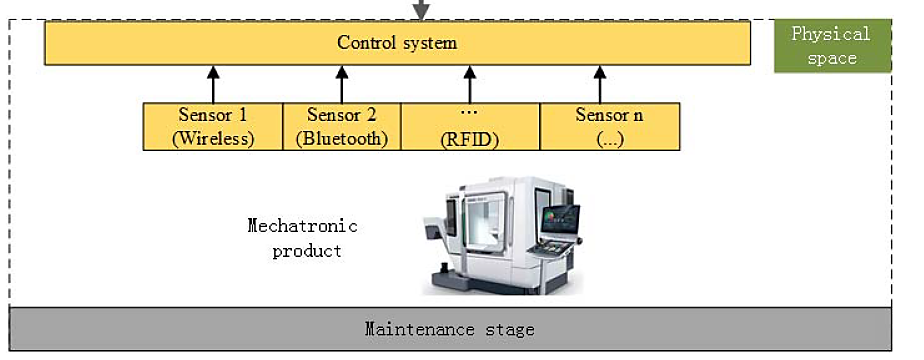 Control system
Physical
space
Sensor 1
(Wireless)
Sensor 2
(Bluetooth)
...
(RFID)
Sensor n
(...)
Mechatronic
product
Maintenance stage